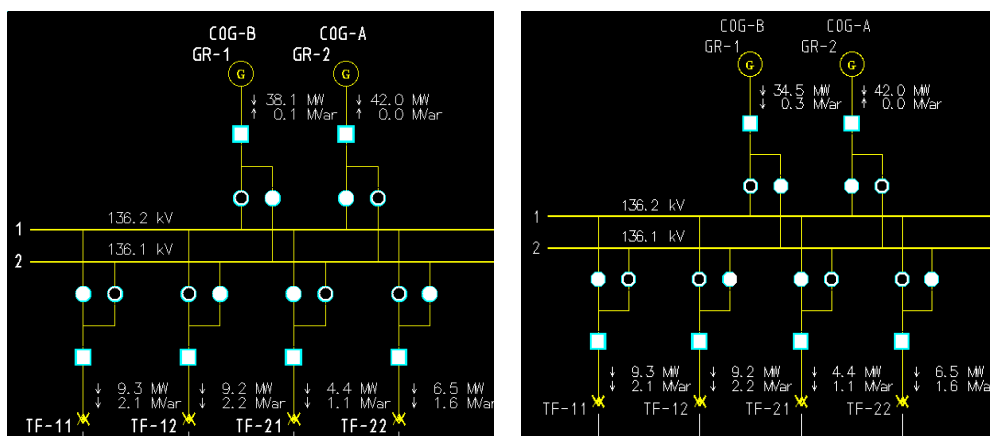 COG-B COG-A
GR-1 GR-2
G G
↓ 38.1 MW ↓ 42.0 MW
↑ 0.1 MVar ↑ 0.0 MVar
136.2 kV
1
136.1 kV
2
↓ 9.3 MW ↓ 9.2 MW ↓ 4.4 MW ↓ 6.5 MW
↓ 2.1 MVar ↓ 2.2 MVar ↓ 1.1 MVar ↓ 1.6 MVar
TF-11 TF-12 TF-21 TF-22
COG-B COG-A
GR-1 GR-2
G G
↓ 34.5 MW ↓ 42.0 MW
↓ 0.3 MVar ↑ 0.0 MVar
136.2 kV
1
136.1 kV
2
↓ 9.3 MW ↓ 9.2 MW ↓ 4.4 MW ↓ 6.5 MW
↓ 2.1 MVar ↓ 2.2 MVar ↓ 1.1 MVar ↓ 1.6 MVar
TF-11 TF-12 TF-21 TF-22